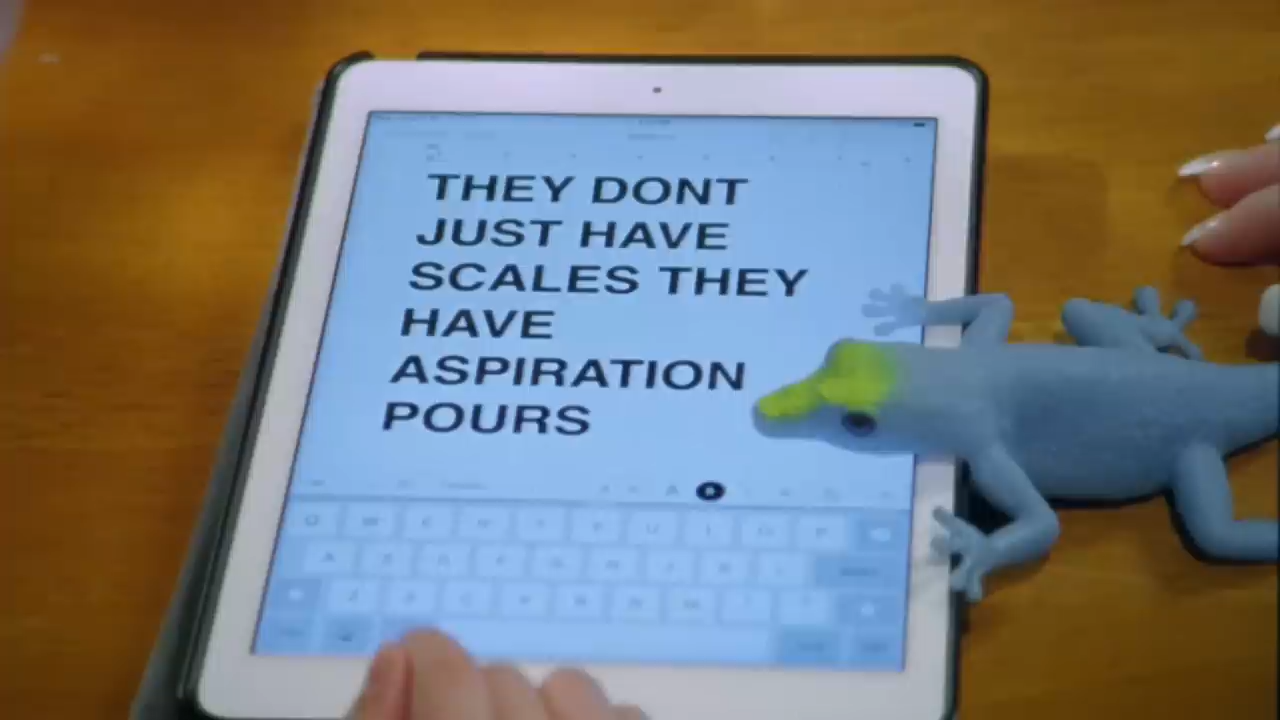 THEY DONT
JUST HAVE
SCALES THEY
HAVE
ASPIRATION
POURS